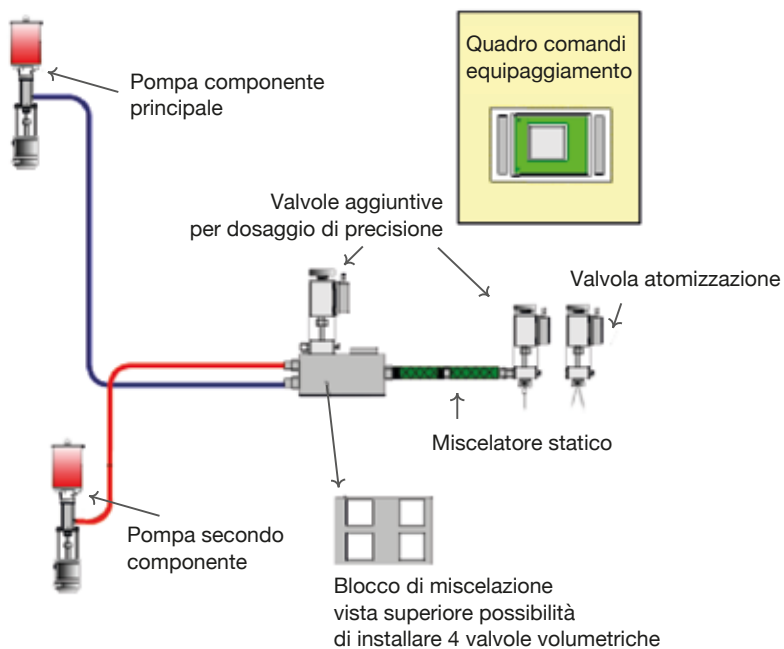 Pompa componente
principale
Quadro comandi
equipaggiamento
Valvole aggiuntive
per dosaggio di precisione
Valvola atomizzazione
Miscelatore statico
Pompa secondo
componente
Blocco di miscelazione
vista superiore possibilità
di installare 4 valvole volumetriche